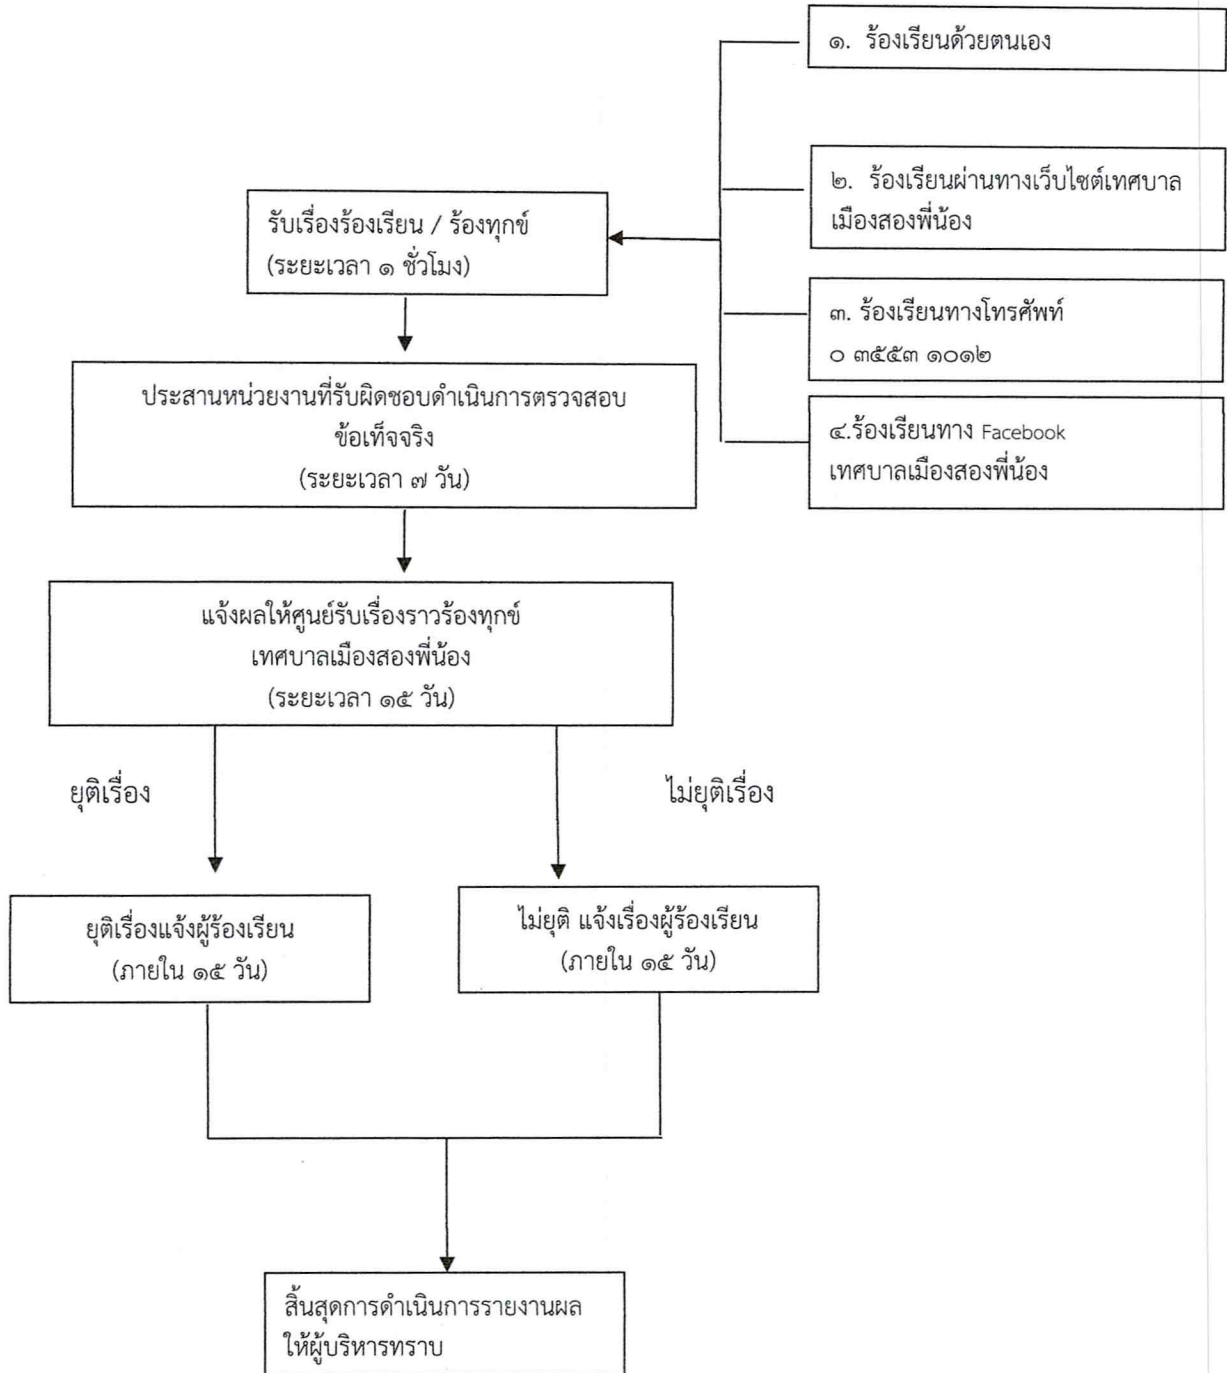 ๑. ร้องเรียนด้วยตนเอง
๒. ร้องเรียนผ่านทางเว็บไซต์เทศบาล
เมืองสองพี่น้อง
๓. ร้องเรียนทางโทรศัพท์
๐ ๓๕๕๓ ๑๐๑๒
๔.ร้องเรียนทาง Facebook
เทศบาลเมืองสองพี่น้อง
รับเรื่องร้องเรียน / ร้องทุกข์
(ระยะเวลา ๑ ชั่วโมง)
ประสานหน่วยงานที่รับผิดชอบดำเนินการตรวจสอบ
ข้อเท็จจริง
(ระยะเวลา ๗ วัน)
แจ้งผลให้ศูนย์รับเรื่องราวร้องทุกข์
เทศบาลเมืองสองพี่น้อง
(ระยะเวลา ๑๕ วัน)
ยุติเรื่อง
ไม่ยุติเรื่อง
ยุติเรื่องแจ้งผู้ร้องเรียน
(ภายใน ๑๕ วัน)
ไม่ยุติ แจ้งเรื่องผู้ร้องเรียน
(ภายใน ๑๕ วัน)
สิ้นสุดการดำเนินการรายงานผล
ให้ผู้บริหารทราบ